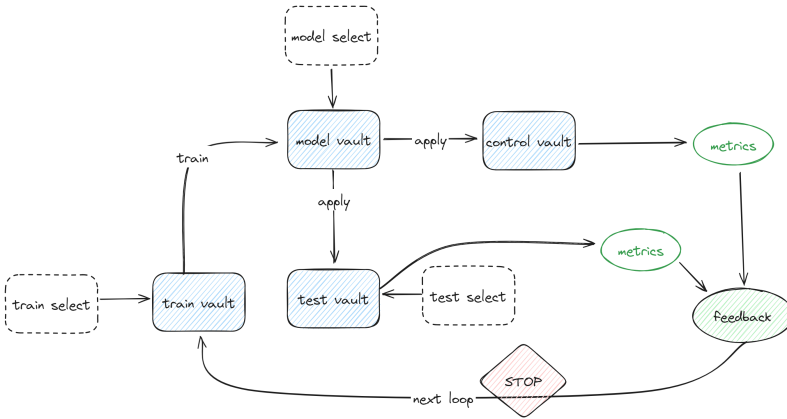 model select
model vault
apply
control vault
metrics
train
apply
metrics
train select
train vault
test vault
test select
feedback
STOP
next loop